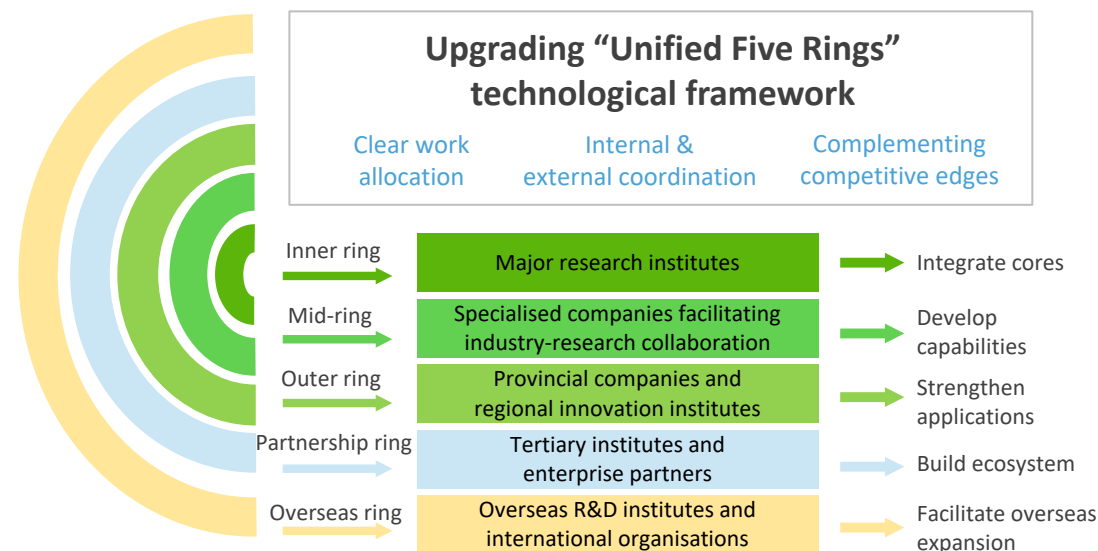 Upgrading “Unified Five Rings”
technological framework
Clear work
allocation
Internal &
external coordination
Complementing
competitive edges
Inner ring
Major research institutes
Integrate cores
Mid-ring
Specialised companies facilitating
industry-research collaboration
Develop
capabilities
Outer ring
Provincial companies and
regional innovation institutes
Strengthen
applications
Partnership ring
Tertiary institutes and
enterprise partners
Build ecosystem
Overseas ring
Overseas R&D institutes and
international organisations
Facilitate overseas
expansion